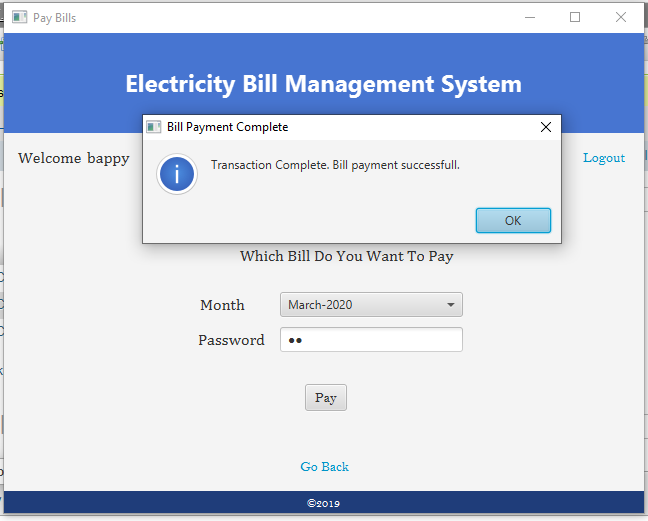 Pay Bills
Electricity Bill Management System
Bill Payment Complete
Welcome bappy
Transaction Complete. Bill payment successfull.
Logout
OK
Which Bill Do You Want To Pay
Month March-2020
Password
Pay
Go Back
©2019